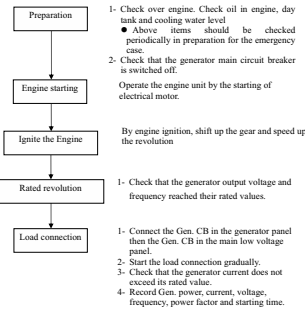 Preparation
1- Check over engine. Check oil in engine, day
tank and cooling water level
● Above items should be checked
periodically in preparation for the emergency
case.
2- Check that the generator main circuit breaker
is switched off.
Engine starting
Operate the engine unit by the starting of
electrical motor.
Ignite the Engine
By engine ignition, shift up the gear and speed up
the revolution
Rated revolution
1- Check that the generator output voltage and
frequency reached their rated values.
Load connection
1- Connect the Gen. CB in the generator panel
then the Gen. CB in the main low voltage
panel.
2- Start the load connection gradually.
3- Check that the generator current does not
exceed its rated value.
4- Record Gen. power, current, voltage,
frequency, power factor and starting time.